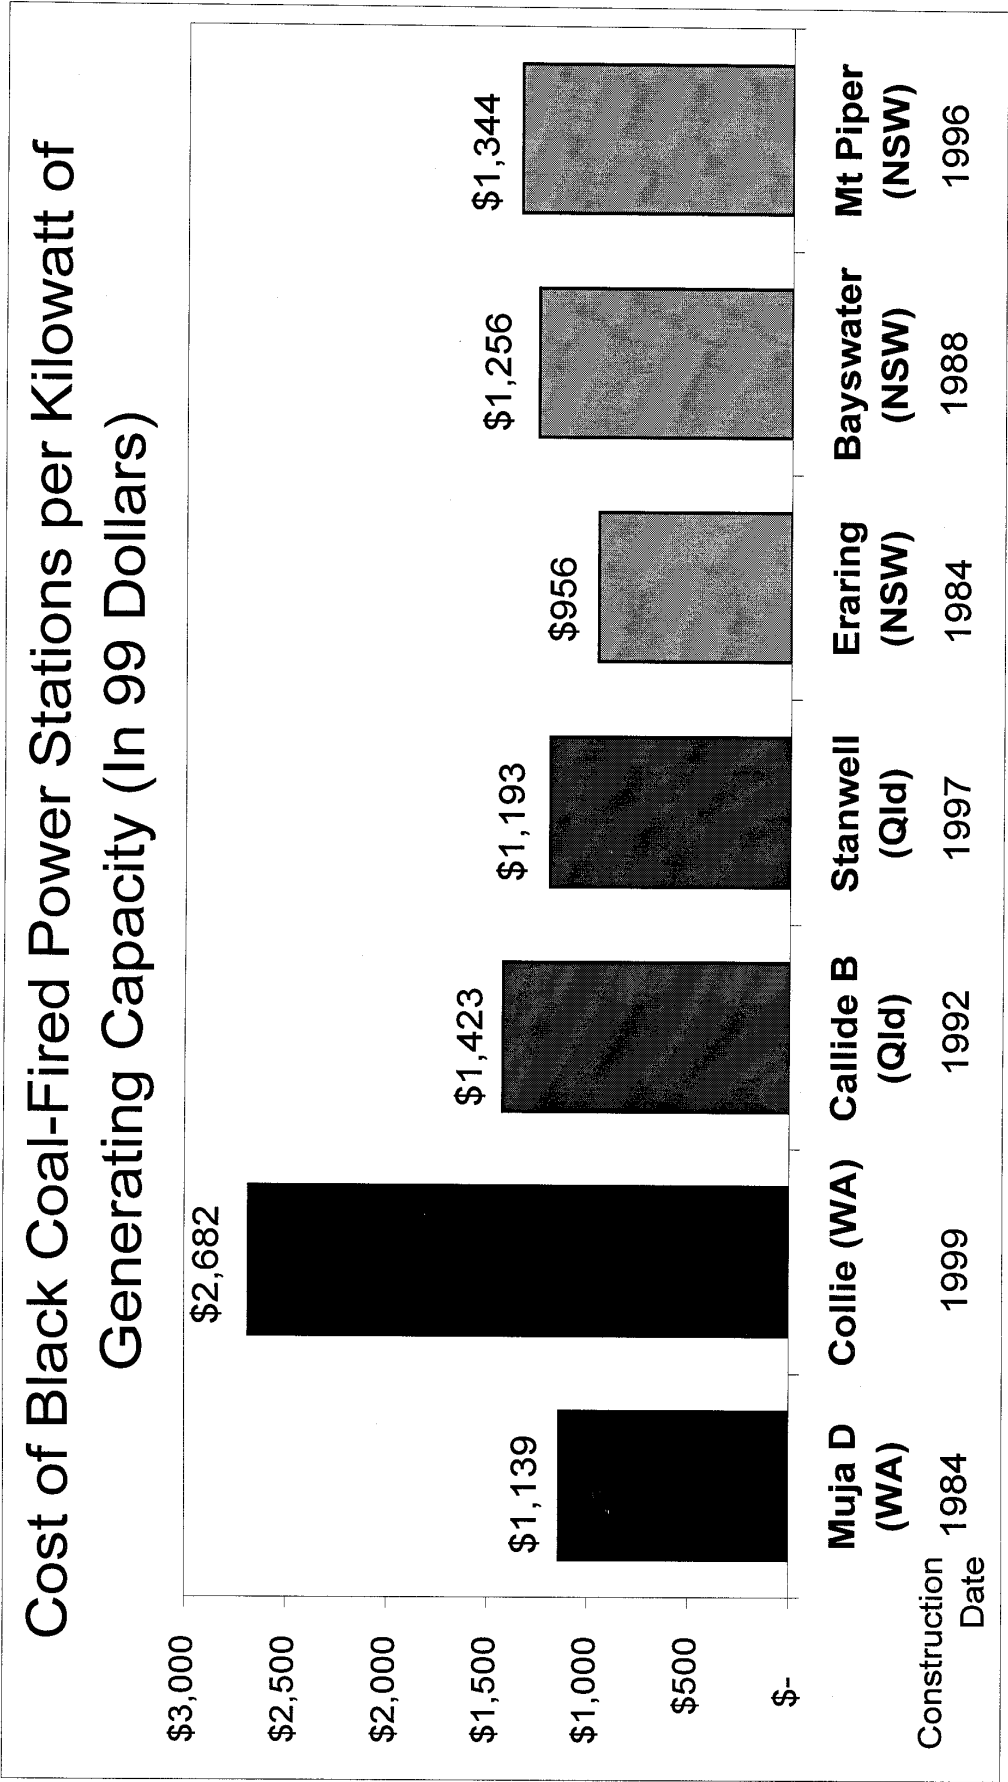 Cost of Black Coal-Fired Power Stations per Kilowatt of
Generating Capacity (In 99 Dollars)
$3,000
$2,500
$2,000
$1,500
$1,000
$500
$-
$1,139
$2,682
$1,423
$1,193
$956
$1,256
$1,344
Muja D
(WA)
Collie (WA)
Callide B
(Qld)
Stanwell
(Qld)
Eraring
(NSW)
Bayswater
(NSW)
Mt Piper
(NSW)
Construction
Date
1984
1999
1992
1997
1984
1988
1996